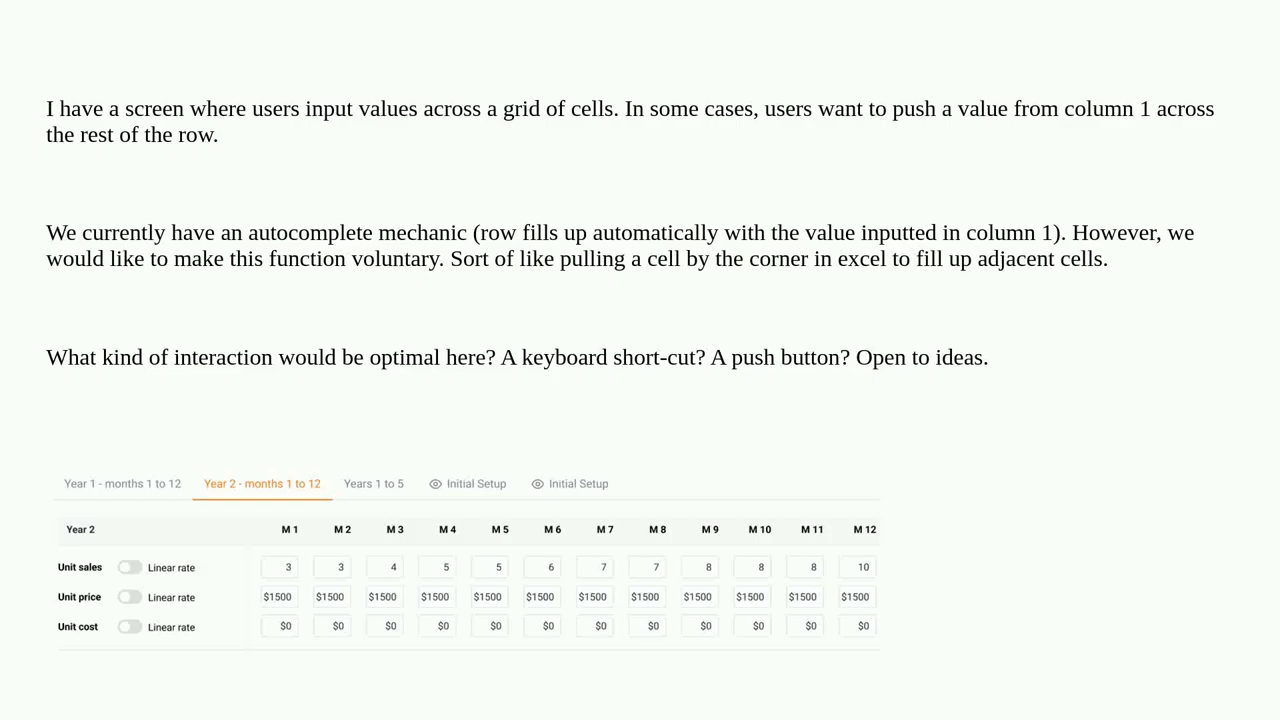 I have a screen where users input values across a grid of cells. In some cases, users want to push a value from column 1 across
the rest of the row.
We currently have an autocomplete mechanic (row fills up automatically with the value inputted in column 1). However, we
would like to make this function voluntary. Sort of like pulling a cell by the corner in excel to fill up adjacent cells.
What kind of interaction would be optimal here? A keyboard short-cut? A push button? Open to ideas.
Year 1 - months 1 to 12 Year 2 - months 1 to 12 Years 1 to 5 Initial Setup Initial Setup
Year 2 M 1 M 2 M 3 M 4 M 5 M 6 M 7 M 8 M 9 M 10 M 11 M 12
Unit sales Linear rate 3 3 4 5 5 6 7 7 8 8 8 10
Unit price Linear rate $1500 $1500 $1500 $1500 $1500 $1500 $1500 $1500 $1500 $1500 $1500 $1500
Unit cost Linear rate $0 $0 $0 $0 $0 $0 $0 $0 $0 $0 $0 $0